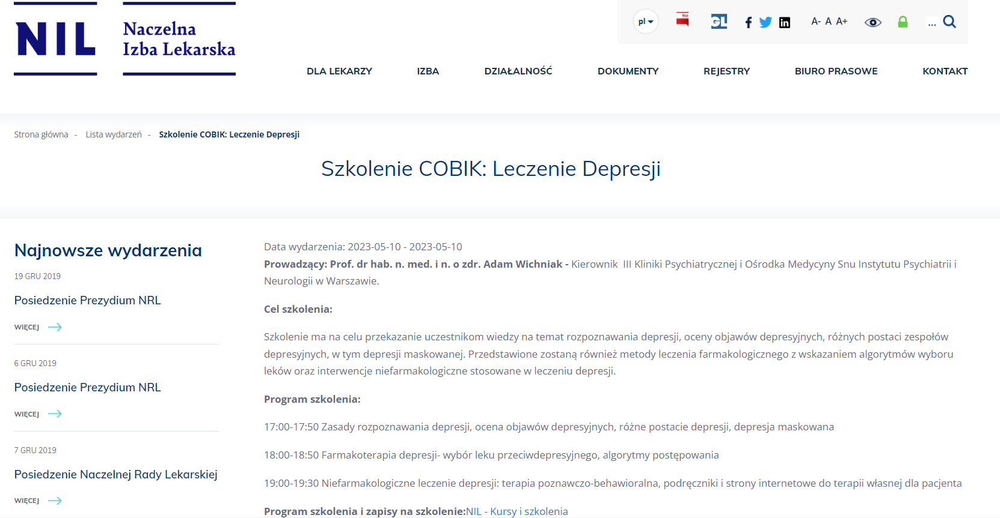 NIL
Naczelna
Izba Lekarska
pl
bip
GL
A- A A+
...
DLA LEKARZY
IZBA
DZIAŁALNOŚĆ
DOKUMENTY
REJESTRY
BIURO PRASOWE
KONTAKT
Strona główna - Lista wydarzeń - Szkolenie COBIK: Leczenie Depresji
Szkolenie COBIK: Leczenie Depresji
Najnowsze wydarzenia
19 GRU 2019
Posiedzenie Prezydium NRL
WIĘCEJ
6 GRU 2019
Posiedzenie Prezydium NRL
WIĘCEJ
7 GRU 2019
Posiedzenie Naczelnej Rady Lekarskiej
WIĘCEJ
Data wydarzenia: 2023-05-10 - 2023-05-10
Prowadzący: Prof. dr hab. n. med. i n. o zdr. Adam Wichniak - Kierownik III Kliniki Psychiatrycznej i Ośrodka Medycyny Snu Instytutu Psychiatrii i
Neurologii w Warszawie.
Cel szkolenia:
Szkolenie ma na celu przekazanie uczestnikom wiedzy na temat rozpoznawania depresji, oceny objawów depresyjnych, różnych postaci zespołów
depresyjnych, w tym depresji maskowanej. Przedstawione zostaną również metody leczenia farmakologicznego z wskazaniem algorytmów wyboru
leków oraz interwencje niefarmakologiczne stosowane w leczeniu depresji.
Program szkolenia:
17:00-17:50 Zasady rozpoznawania depresji, ocena objawów depresyjnych, różne postacie depresji, depresja maskowana
18:00-18:50 Farmakoterapia depresji- wybór leku przeciwdepresyjnego, algorytmy postępowania
19:00-19:30 Niefarmakologiczne leczenie depresji: terapia poznawczo-behawioralna, podręczniki i strony internetowe do terapii własnej dla pacjenta
Program szkolenia i zapisy na szkolenie:NIL - Kursy i szkolenia